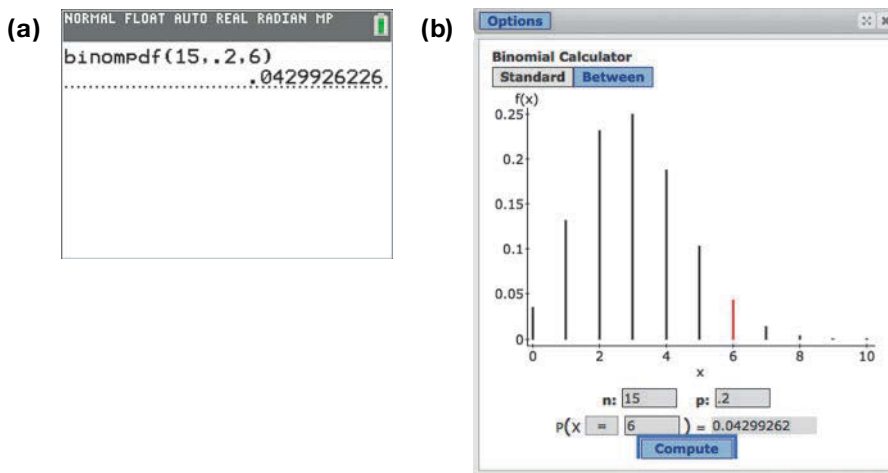 (a)
NORMAL FLOAT AUTO REAL RADIAN MP
binompdf(15,.2,6)
.0429926226
(b)
Options
Binomial Calculator
Standard Between
f(x)
0.25
0.2
0.15
0.1
0.05
0
0 2 4 6 8 10
x
n: 15 p: .2
P(X = 6 ) = 0.04299262
Compute